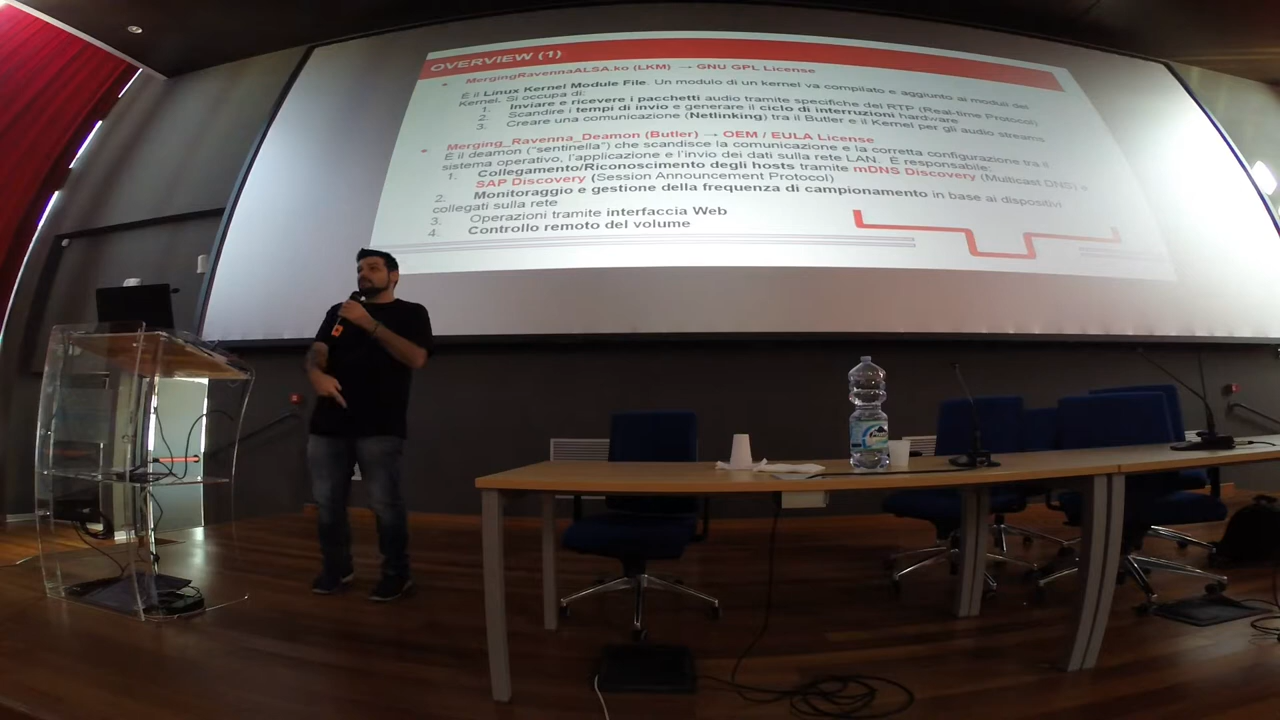 OVERVIEW (1)
• MergingRavennaALSA.ko (LKM) → GNU GPL License
È il Linux Kernel Module File. Un modulo di un kernel va compilato e aggiunto ai moduli del
Kernel. Si occupa di:
1. Inviare e ricevere i pacchetti audio tramite specifiche del RTP (Real-time Protocol)
2. Scandire i tempi di invio e generare il ciclo di interruzioni hardware
3. Creare una comunicazione (Netlinking) tra il Butler e il Kernel per gli audio streams
• Merging_Ravenna_Deamon (Butler) → OEM / EULA License
È il deamon ("sentinella") che scandisce la comunicazione e la corretta configurazione tra il
sistema operativo, l'applicazione e l'invio dei dati sulla rete LAN. È responsabile:
1. Collegamento/Riconoscimento degli hosts tramite mDNS Discovery (Multicast DNS) e
SAP Discovery (Session Announcement Protocol)
2. Monitoraggio e gestione della frequenza di campionamento in base ai dispositivi
collegati sulla rete
3. Operazioni tramite interfaccia Web
4. Controllo remoto del volume